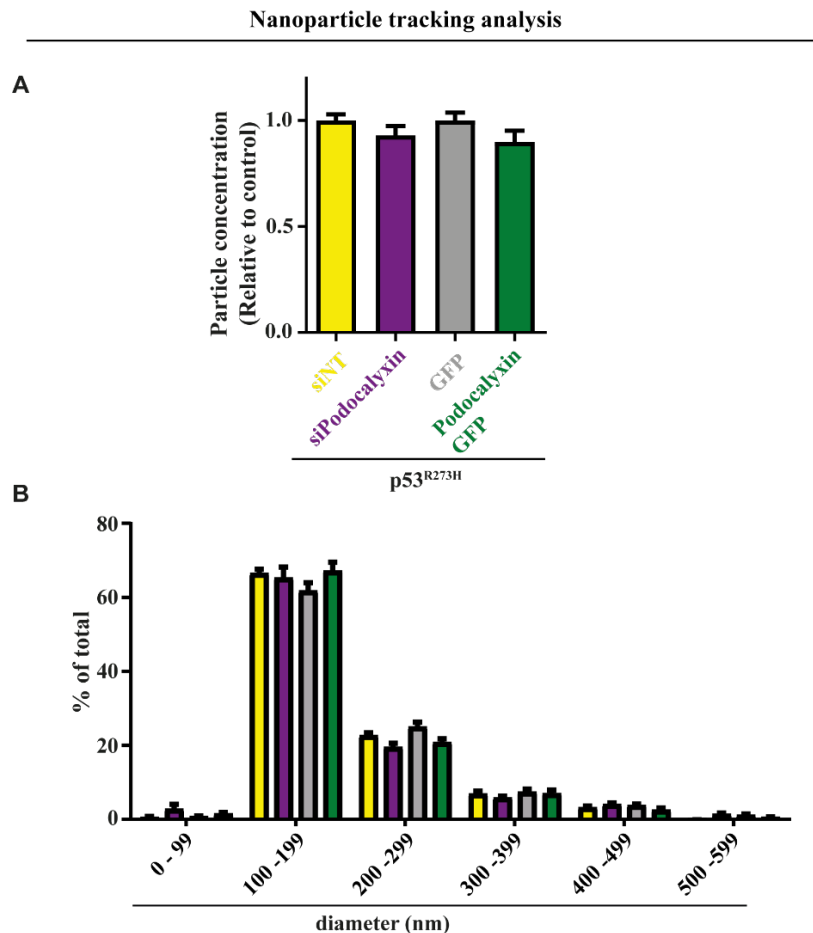 Nanoparticle tracking analysis
A
Particle concentration
(Relative to control)
1.0
0.5
0.0
siNT
siPodocalyxin
GFP
Podocalyxin
GFP
p53R273H
B
% of total
80
60
40
20
0
0 - 99
100 -199
200 -299
300 -399
400 -499
500 -599
diameter (nm)